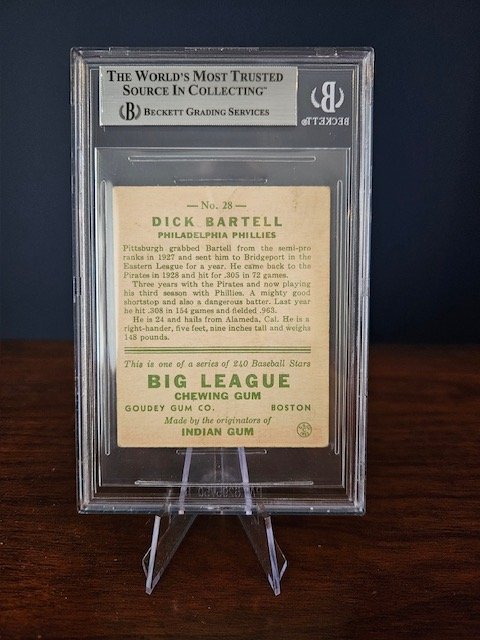 THE WORLD'S MOST TRUSTED
SOURCE IN COLLECTING™
B BECKETT GRADING SERVICES
B
BECKETT®
— No. 28 —
DICK BARTELL
PHILADELPHIA PHILLIES
Pittsburgh grabbed Bartell from the semi-pro
ranks in 1927 and sent him to Bridgeport in the
Eastern League for a year. He came back to the
Pirates in 1928 and hit for .305 in 72 games.
Three years with the Pirates and now playing
his third season with Phillies. A mighty good
shortstop and also a dangerous batter. Last year
he hit .308 in 154 games and fielded .963.
He is 24 and hails from Alameda, Cal. He is a
right-hander, five feet, nine inches tall and weighs
148 pounds.
This is one of a series of 240 Baseball Stars
BIG LEAGUE
CHEWING GUM
GOUDEY GUM CO. BOSTON
Made by the originators of
INDIAN GUM